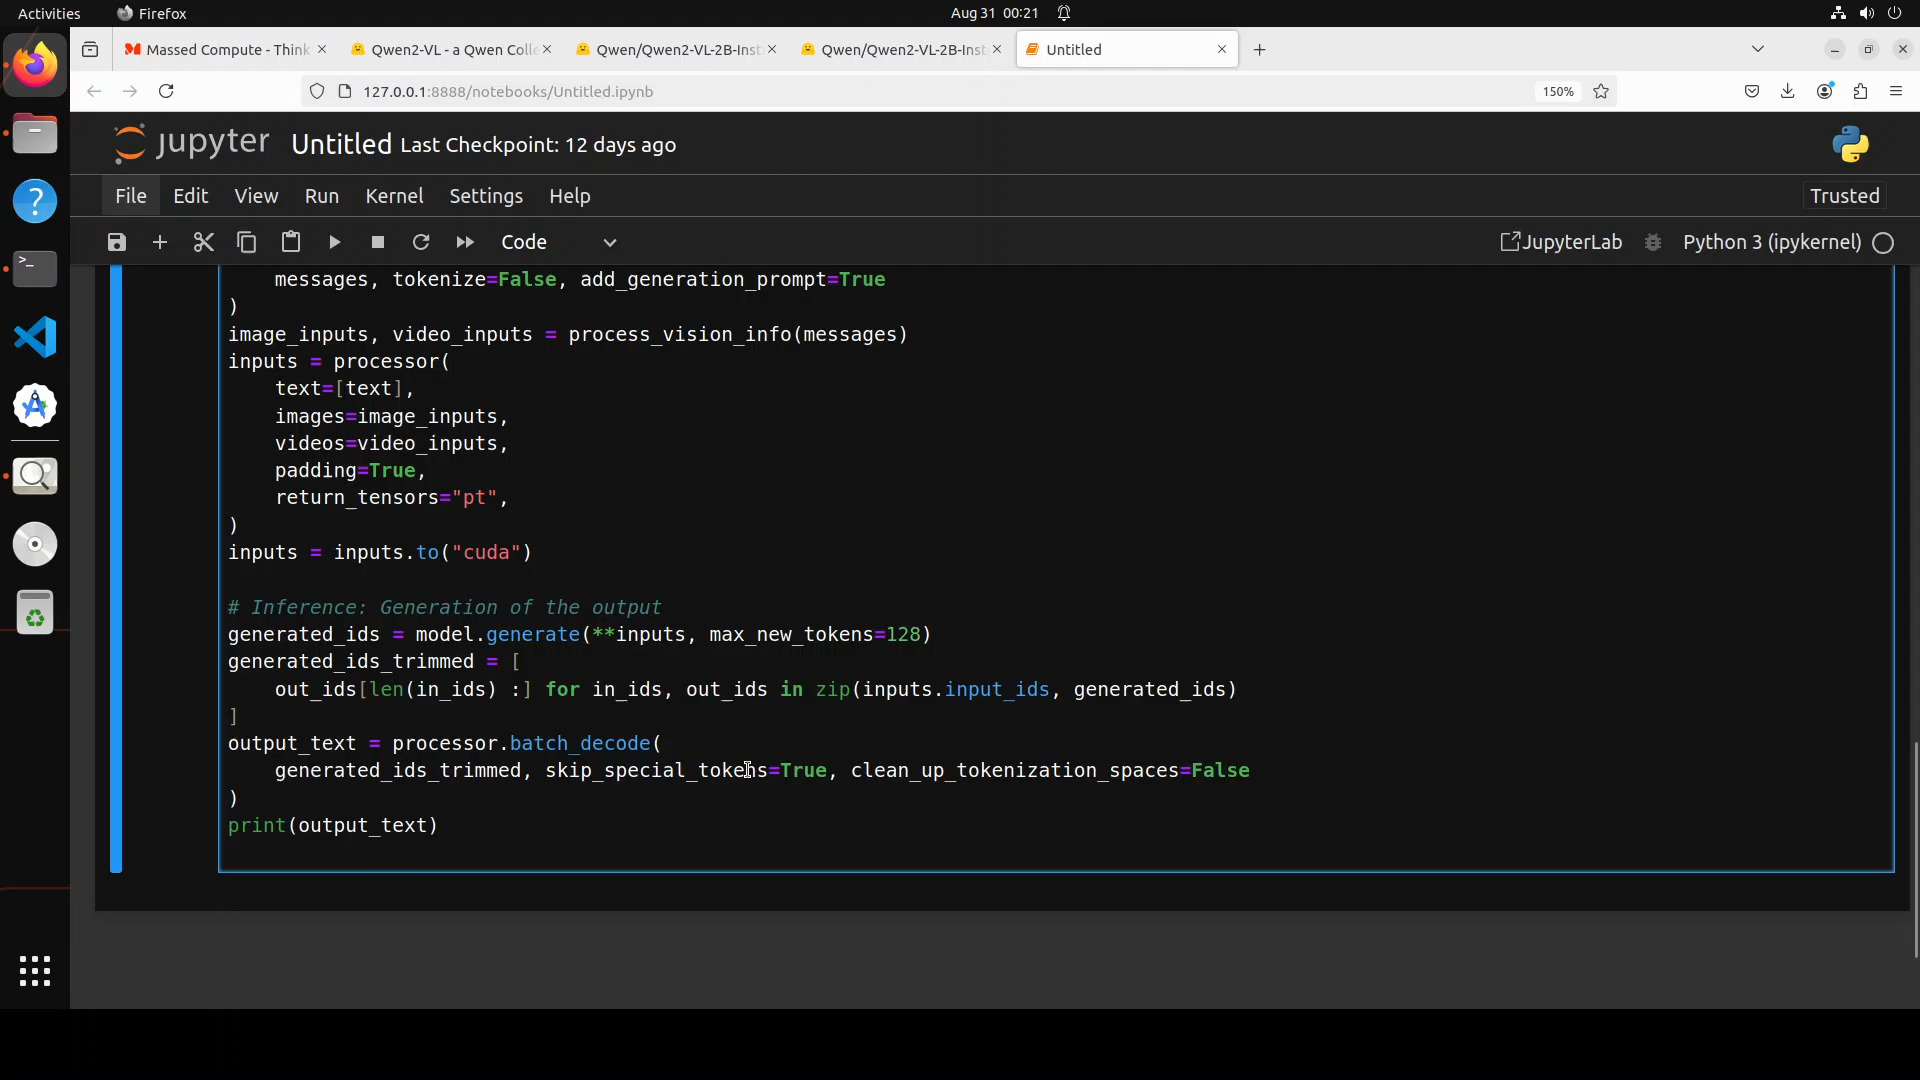 Activities
Firefox
Aug 31 00:21
Massed Compute - Think
Qwen2-VL - a Qwen Colle
Qwen/Qwen2-VL-2B-Inst
Qwen/Qwen2-VL-2B-Inst
Untitled
127.0.0.1:8888/notebooks/Untitled.ipynb
150%
jupyter Untitled Last Checkpoint: 12 days ago
File Edit View Run Kernel Settings Help
Trusted
Code
JupyterLab
Python 3 (ipykernel)
    messages, tokenize=False, add_generation_prompt=True
)
image_inputs, video_inputs = process_vision_info(messages)
inputs = processor(
    text=[text],
    images=image_inputs,
    videos=video_inputs,
    padding=True,
    return_tensors="pt",
)
inputs = inputs.to("cuda")
# Inference: Generation of the output
generated_ids = model.generate(**inputs, max_new_tokens=128)
generated_ids_trimmed = [
    out_ids[len(in_ids) :] for in_ids, out_ids in zip(inputs.input_ids, generated_ids)
]
output_text = processor.batch_decode(
    generated_ids_trimmed, skip_special_tokens=True, clean_up_tokenization_spaces=False
)
print(output_text)